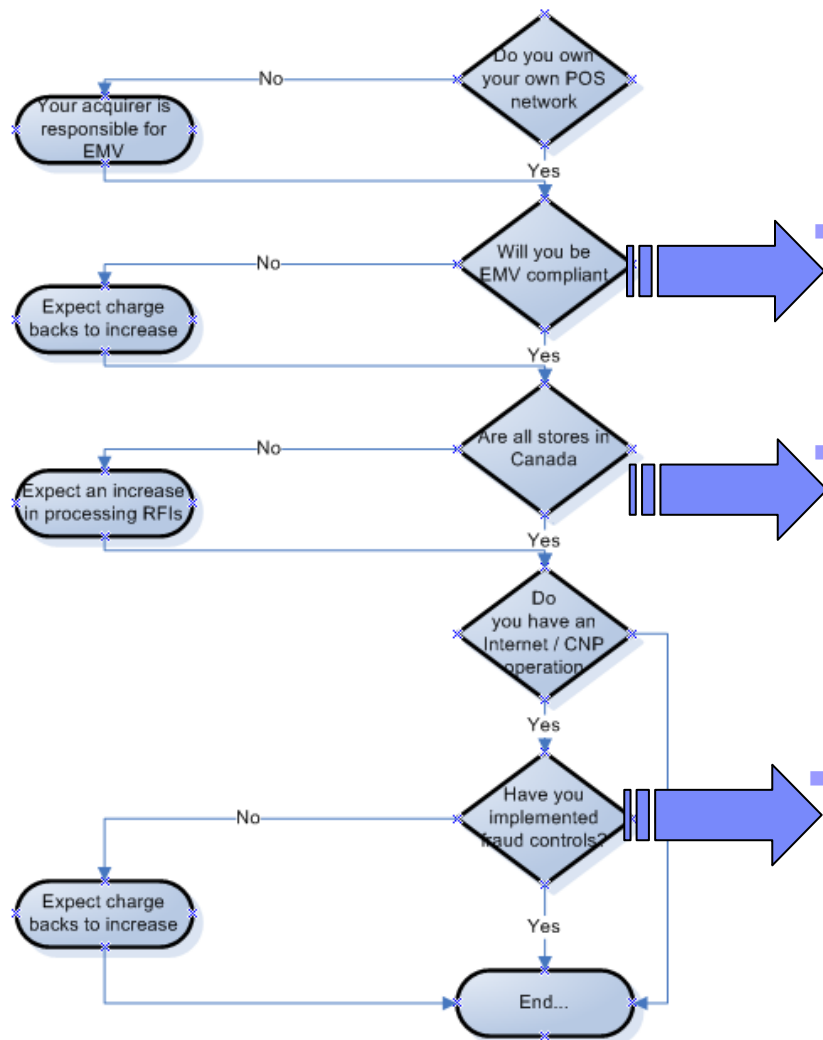 Do you own
your own POS
network
No
Your acquirer is
responsible for
EMV
Yes
Will you be
EMV compliant
No
Expect charge
backs to increase
Yes
Are all stores in
Canada
No
Expect an increase
in processing RFIs
Yes
Do
you have an
Internet / CNP
operation
Yes
Have you
implemented
fraud controls?
No
Expect charge
backs to increase
Yes
End...